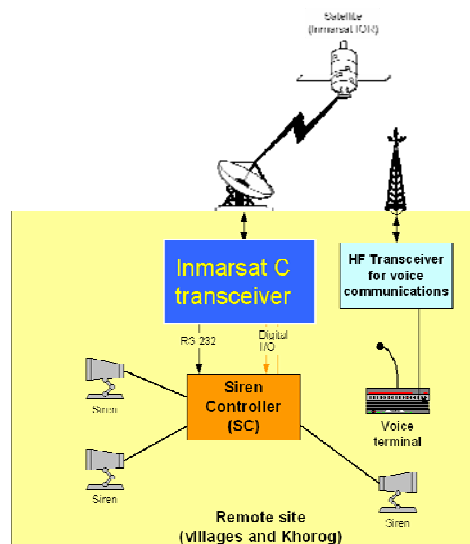 Satellite
(Inmarsat IOR)
Inmarsat C
transceiver
HF Transceiver
for voice
communications
RS 232
Digital
I/O
Siren
Siren
Controller
(SC)
Voice
terminal
Siren
Siren
Remote site
(villages and Khorog)